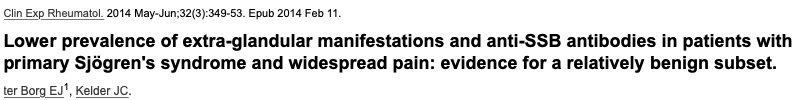 Clin Exp Rheumatol. 2014 May-Jun;32(3):349-53. Epub 2014 Feb 11.
Lower prevalence of extra-glandular manifestations and anti-SSB antibodies in patients with
primary Sjögren's syndrome and widespread pain: evidence for a relatively benign subset.
ter Borg EJ1, Kelder JC.